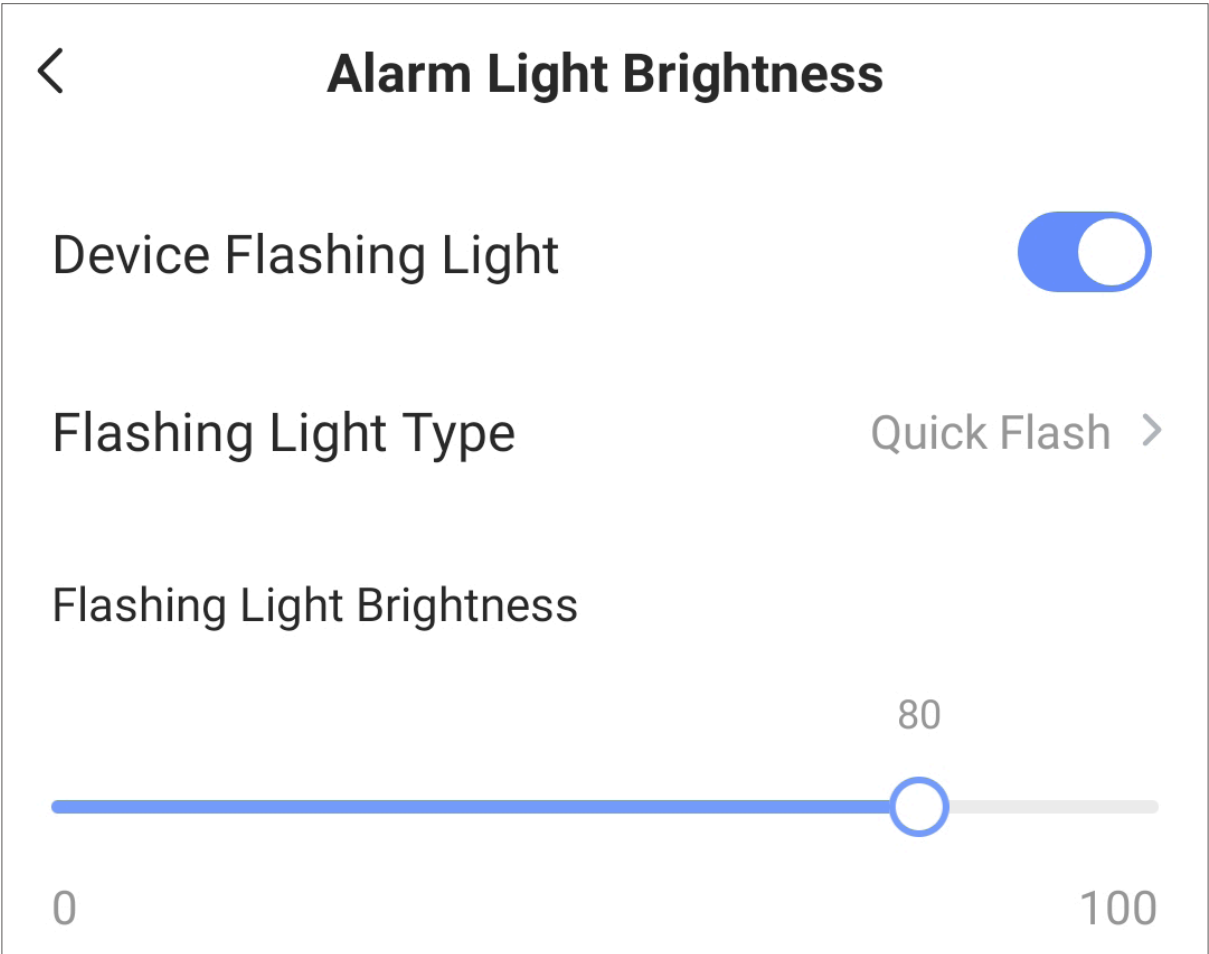 Alarm Light Brightness
Device Flashing Light
Flashing Light Type Quick Flash
Flashing Light Brightness
80
0 100